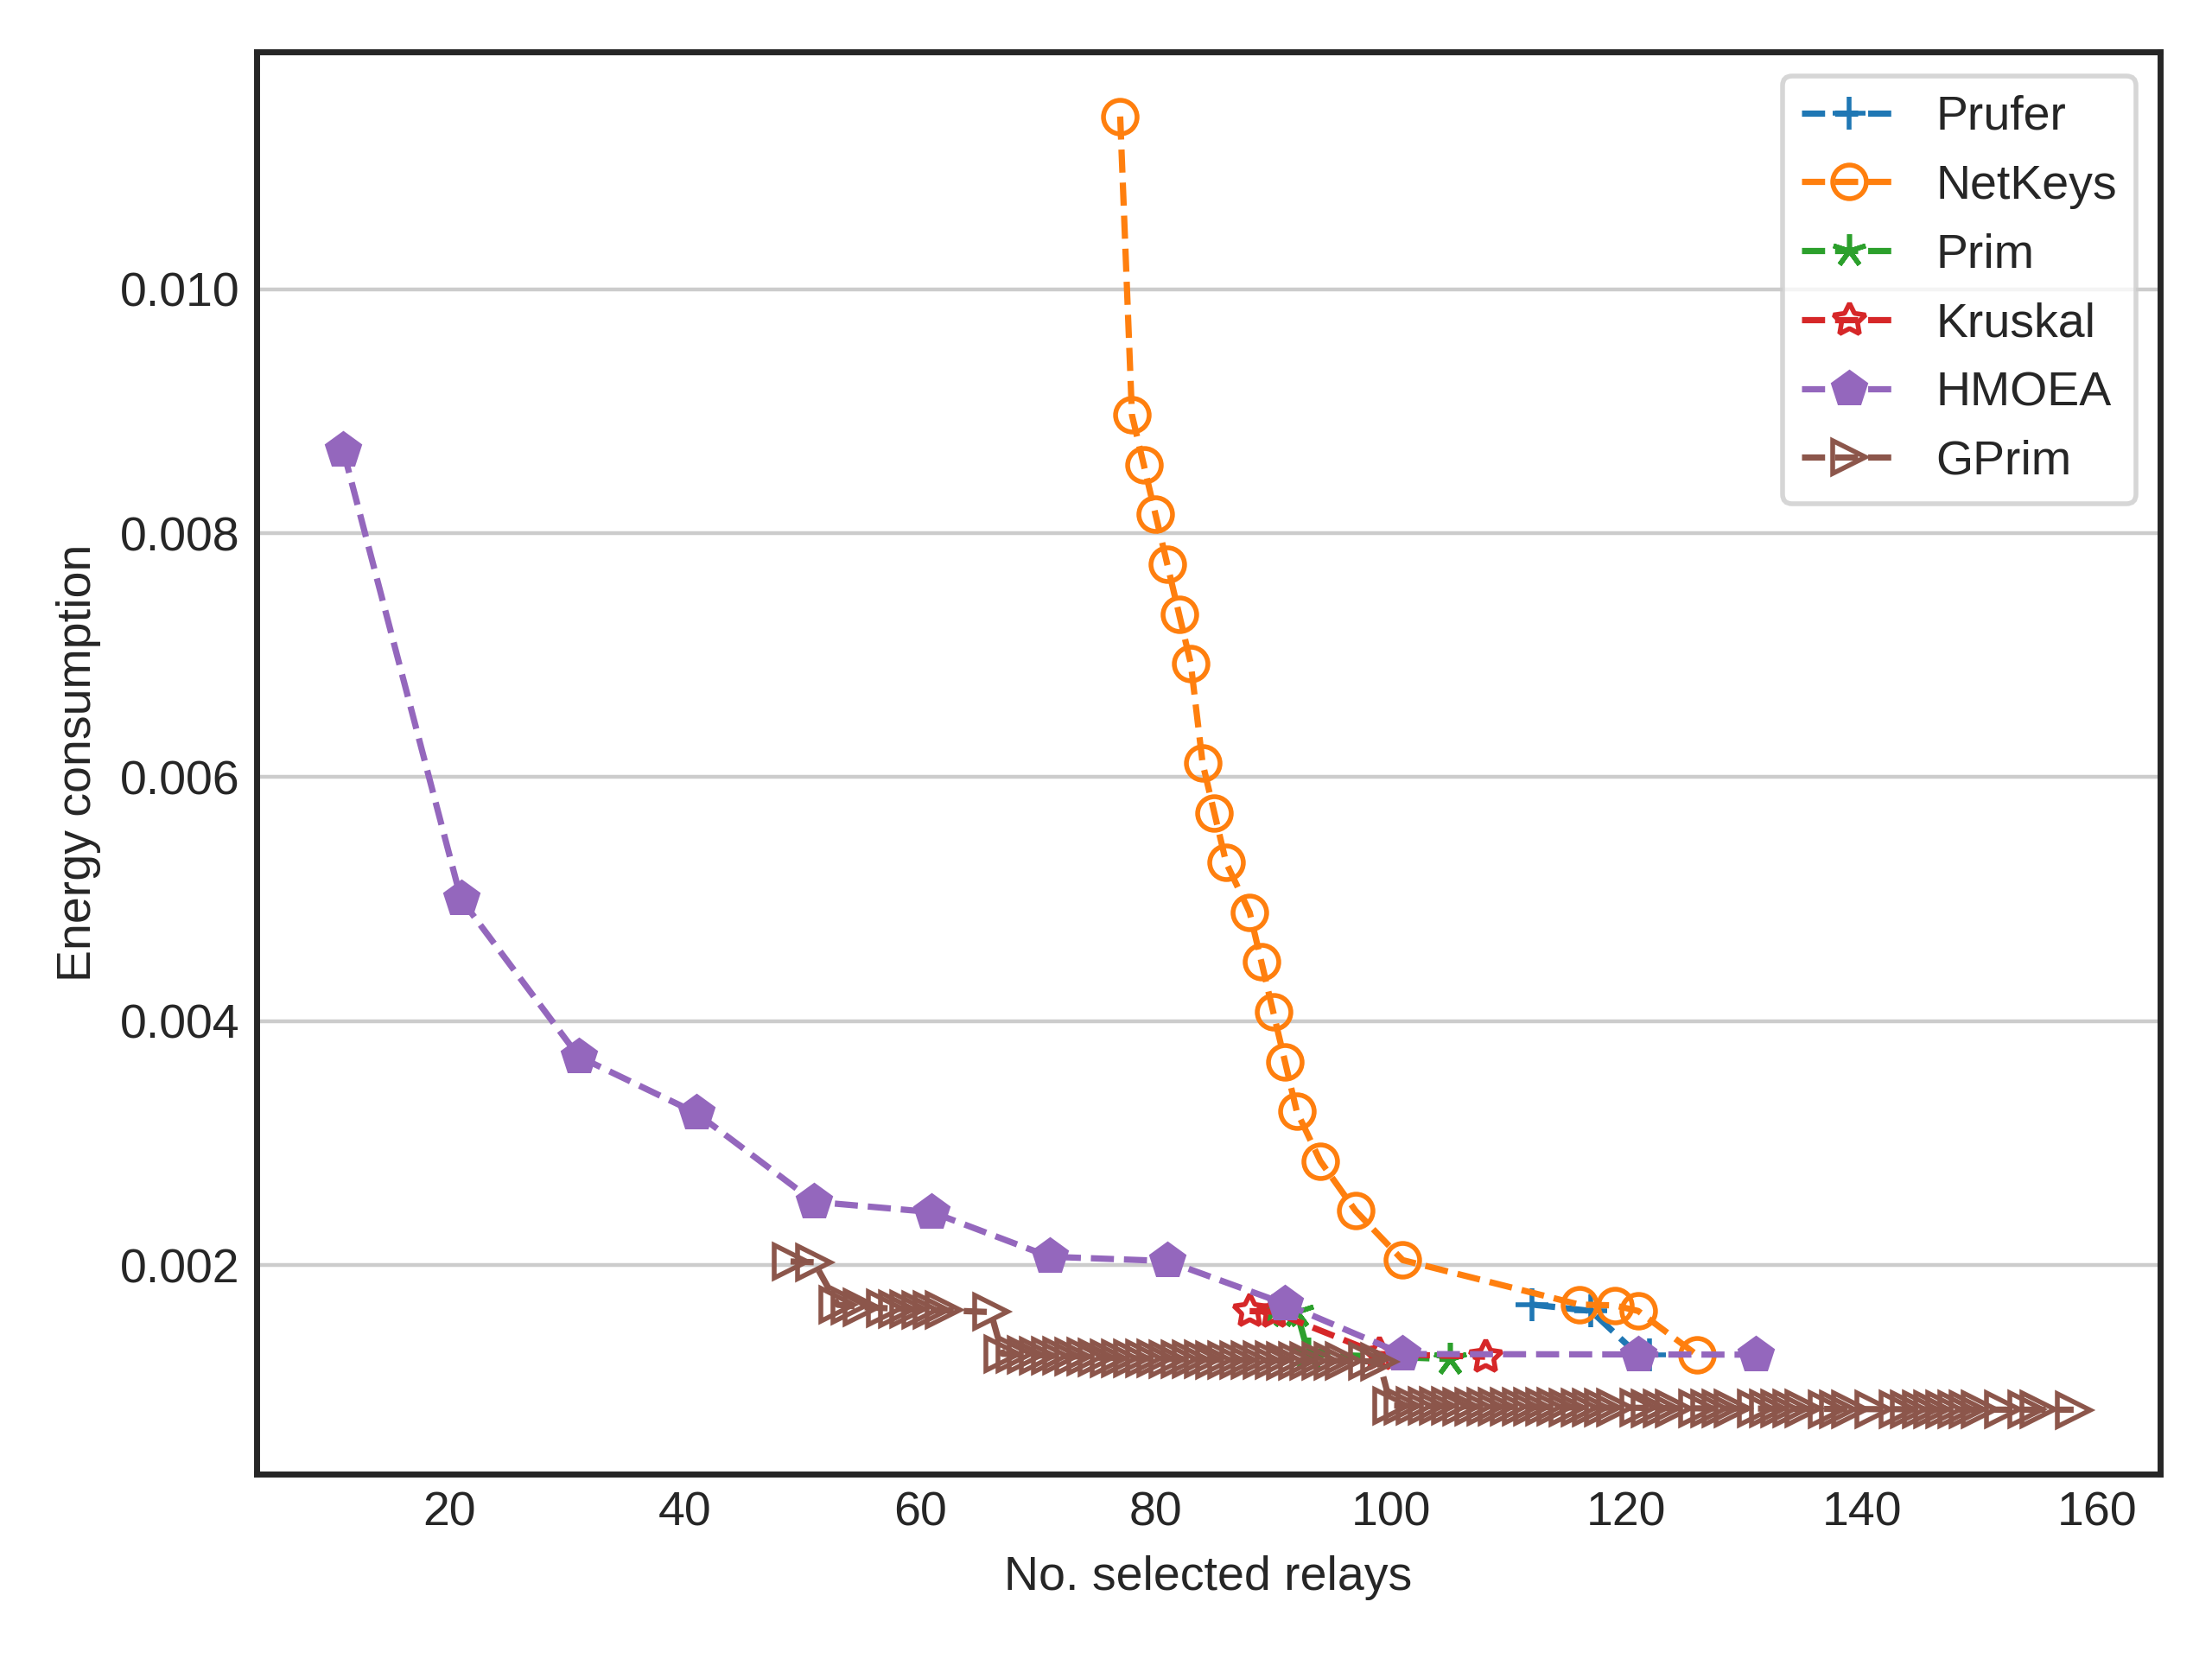 Prufer
NetKeys
Prim
Kruskal
HMOEA
GPrim
Energy consumption
0.010
0.008
0.006
0.004
0.002
20 40 60 80 100 120 140 160
No. selected relays